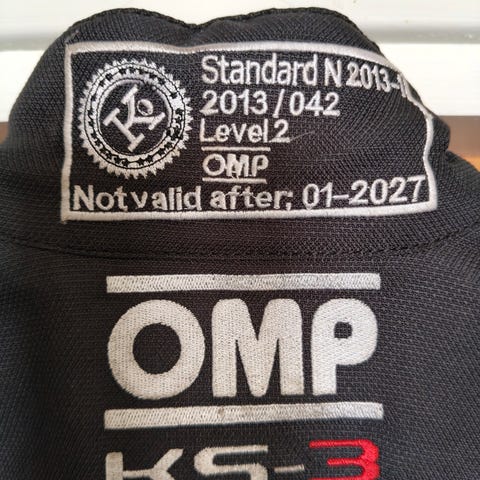 Standard N 2013-1
2013/042
Level 2
OMP
Not valid after; 01-2027
OMP
KS-3